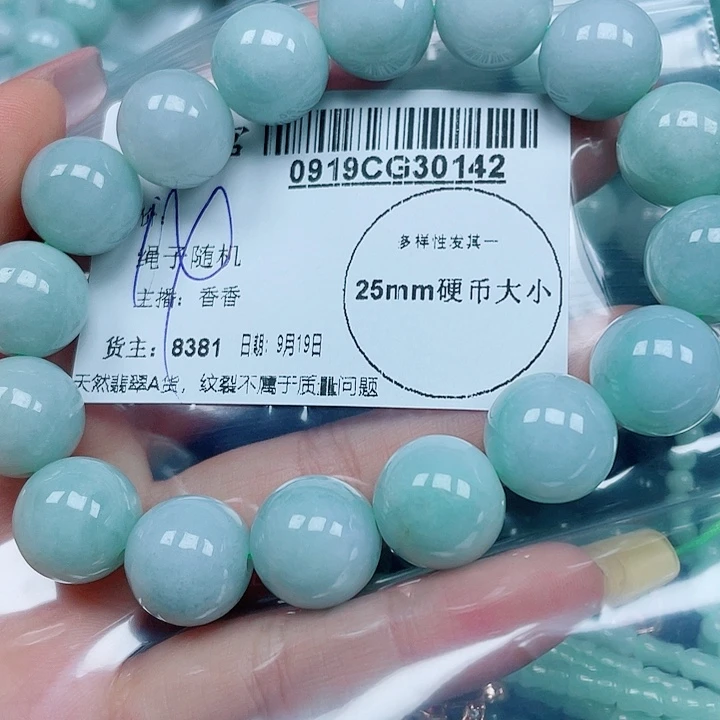 0919CG30142
多样性发其一
25mm硬币大小
绳子随机
主播：香香
货主：8381 日期：9月19日
天然翡翠A货，纹裂不属于质量问题